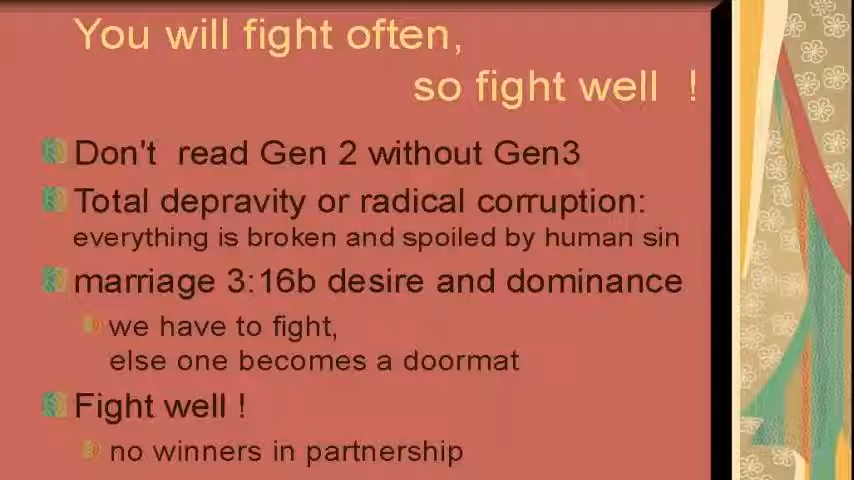 You will fight often,
so fight well !
Don't read Gen 2 without Gen3
Total depravity or radical corruption:
everything is broken and spoiled by human sin
marriage 3:16b desire and dominance
we have to fight,
else one becomes a doormat
Fight well !
no winners in partnership